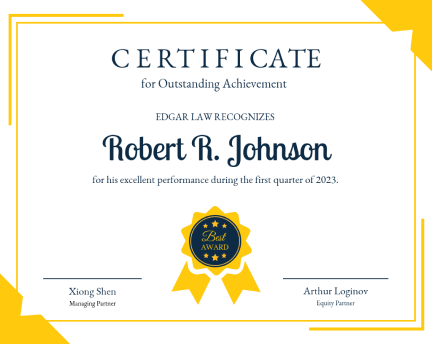 CERTIFICATE
for Outstanding Achievement
EDGAR LAW RECOGNIZES
Robert R. Johnson
for his excellent performance during the first quarter of 2023.
Best
AWARD
Xiong Shen
Managing Partner
Arthur Loginov
Equity Partner